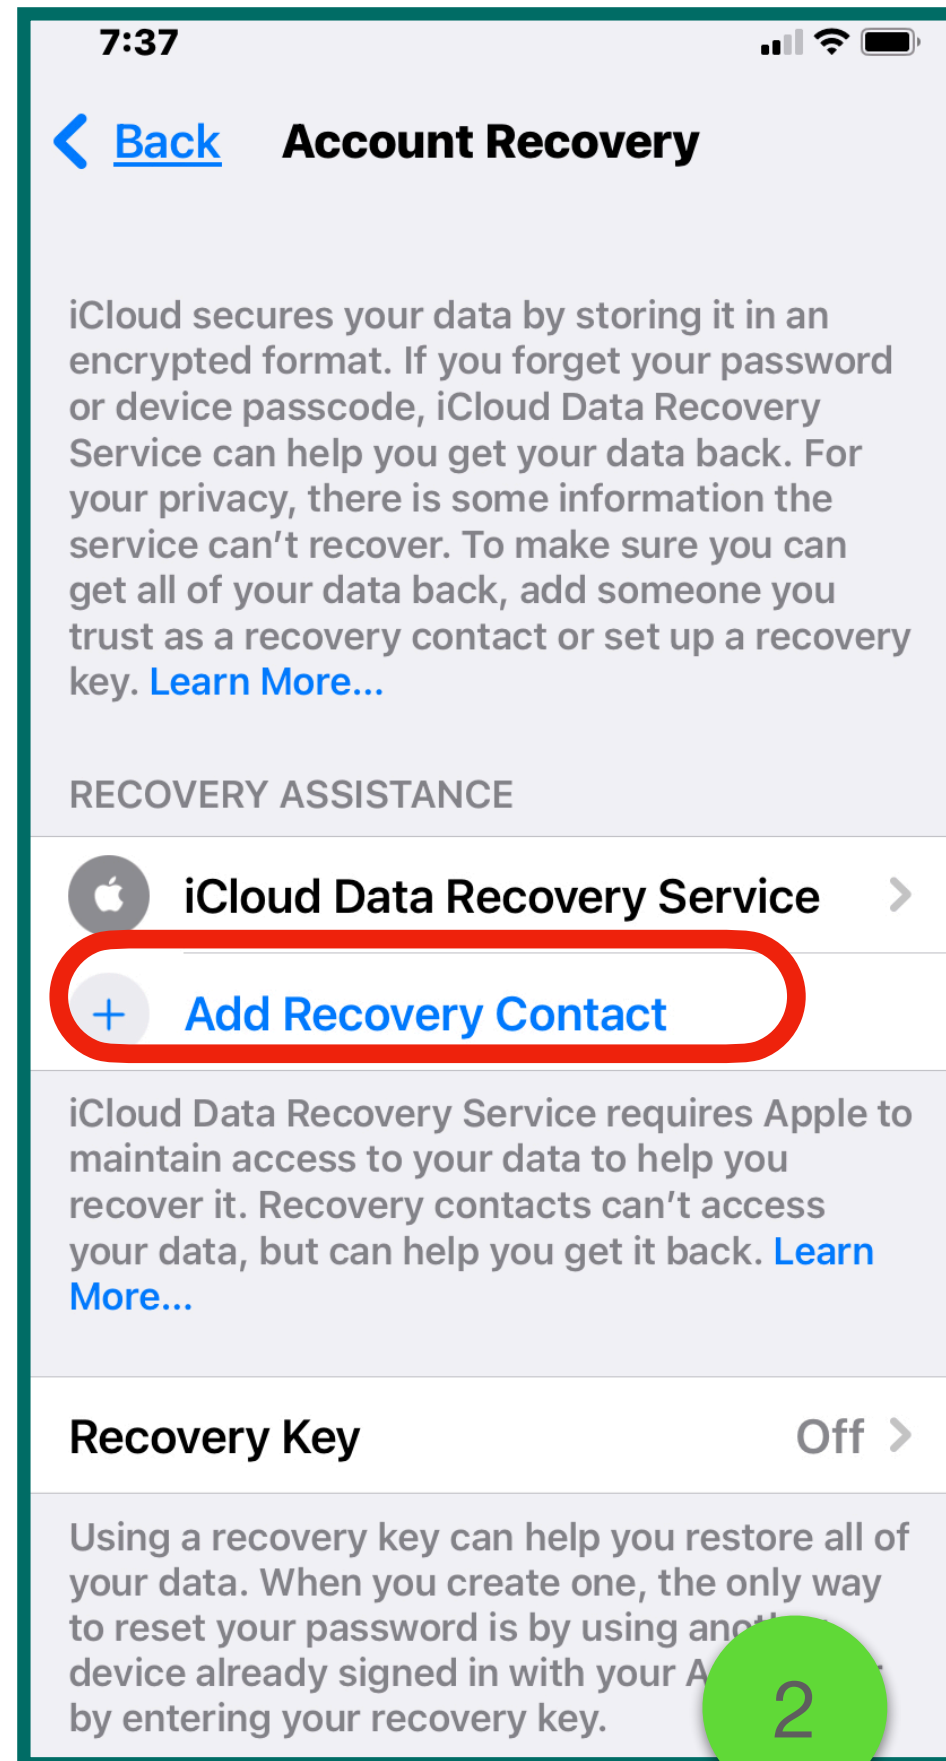 7:37
Back Account Recovery
iCloud secures your data by storing it in an
encrypted format. If you forget your password
or device passcode, iCloud Data Recovery
Service can help you get your data back. For
your privacy, there is some information the
service can't recover. To make sure you can
get all of your data back, add someone you
trust as a recovery contact or set up a recovery
key. Learn More...
RECOVERY ASSISTANCE
iCloud Data Recovery Service
Add Recovery Contact
iCloud Data Recovery Service requires Apple to
maintain access to your data to help you
recover it. Recovery contacts can't access
your data, but can help you get it back. Learn
More...
Recovery Key Off
Using a recovery key can help you restore all of
your data. When you create one, the only way
to reset your password is by using
device already signed in with your
by entering your recovery key.
2